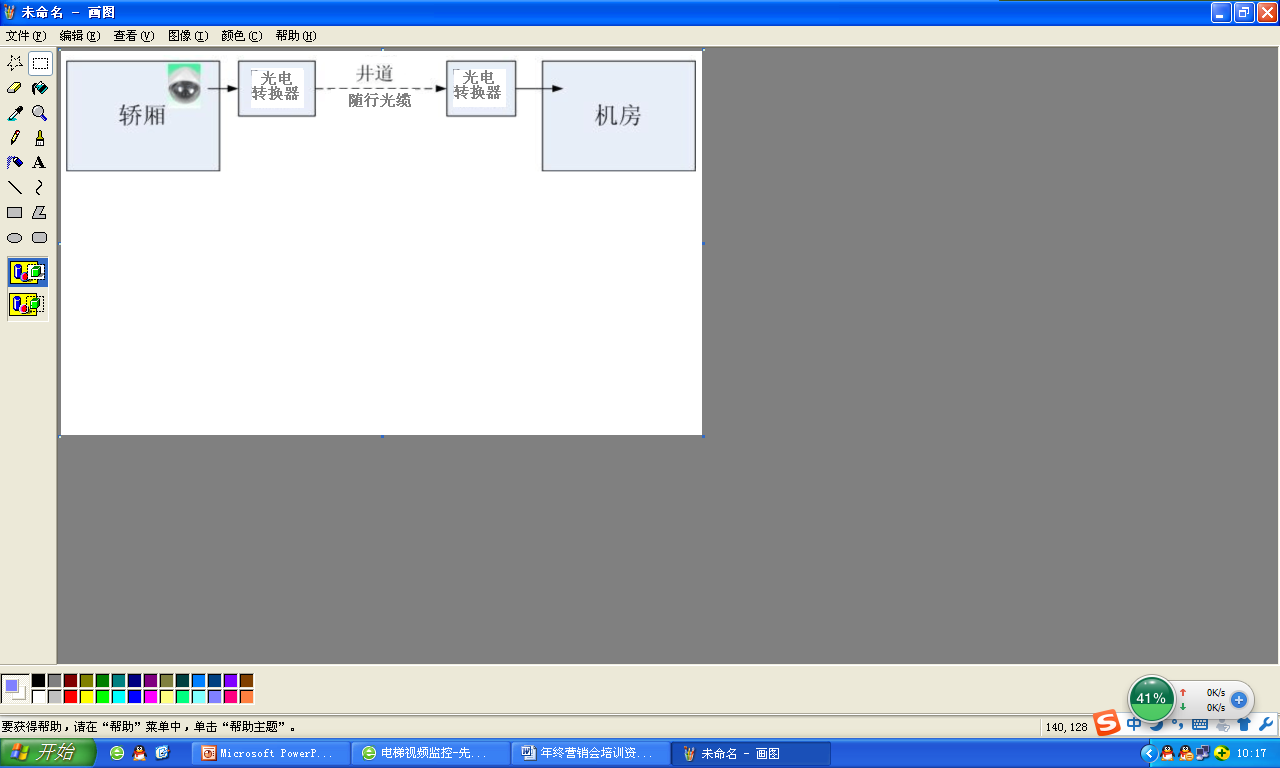 未命名 - 画图
文件(F) 编辑(E) 查看(V) 图像(I) 颜色(C) 帮助(H)
轿厢
光电
转换器
井道
随行光缆
光电
转换器
机房
A
41%
0K/s
0K/s
要获得帮助，请在“帮助”菜单中，单击“帮助主题”。
140,128
S 中
开始
Microsoft PowerP...
电梯视频监控-先...
年终营销会培训资...
未命名 - 画图
10:17